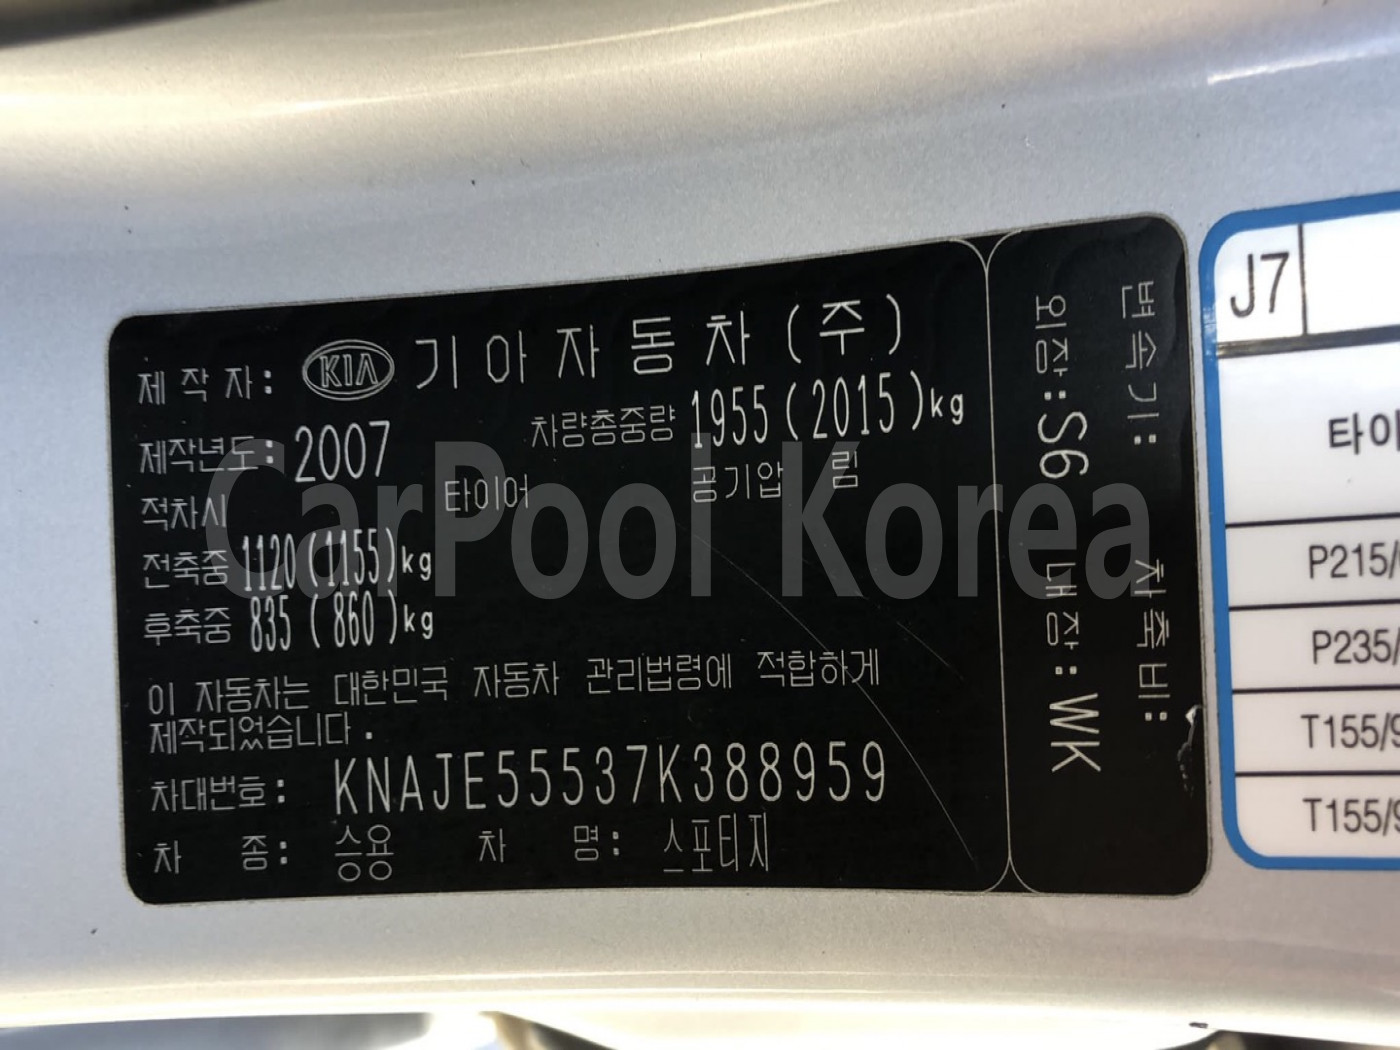 제작자: KIA 기아자동차(주)
제작년도: 2007 차량총중량 1955(2015)kg
적차시 타이어 공기압 림
전축중 1120(1155)kg
후축중 835(860)kg
이 자동차는 대한민국 자동차 관리법령에 적합하게
제작되었습니다.
차대번호: KNAJE55537K388959
차 종: 승용 차 명: 스포티지
변속기: 차축비:
외장:S6 내장:WK
J7
타이
P215/
P235/
T155/9
T155/9
CarPool Korea